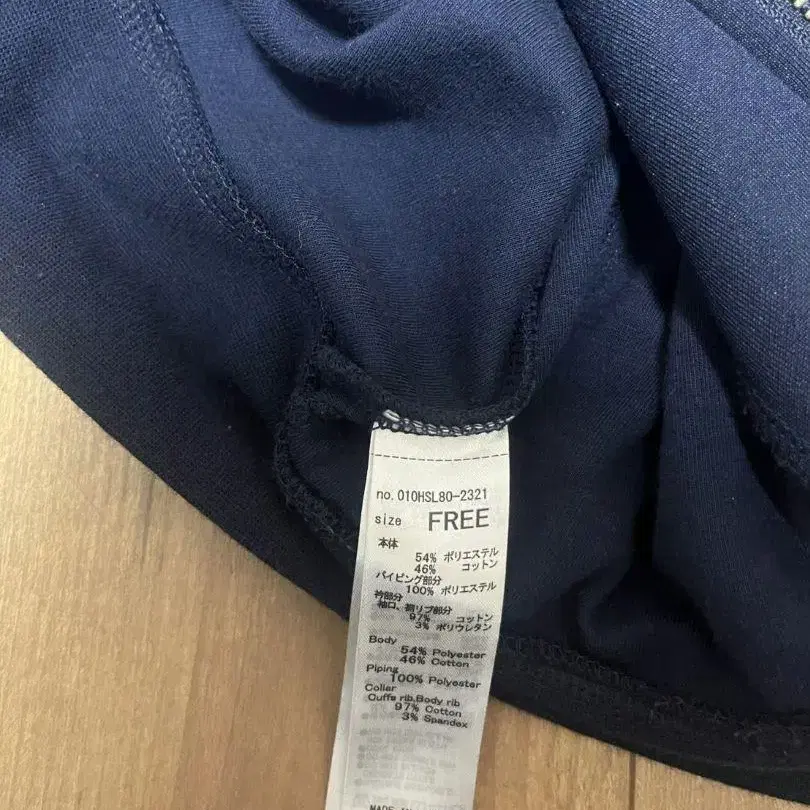 no.010HSL80-2321
size FREE
本体
54% ポリエステル
46% コットン
パイピング部分
100% ポリエステル
衿部分
袖口、裾リブ部分
97% コットン
3% ポリウレタン
Body
54% Polyester
46% Cotton
Piping
100% Polyester
Collar
Cuffs rib,Body rib
97% Cotton
3% Spandex
MADE